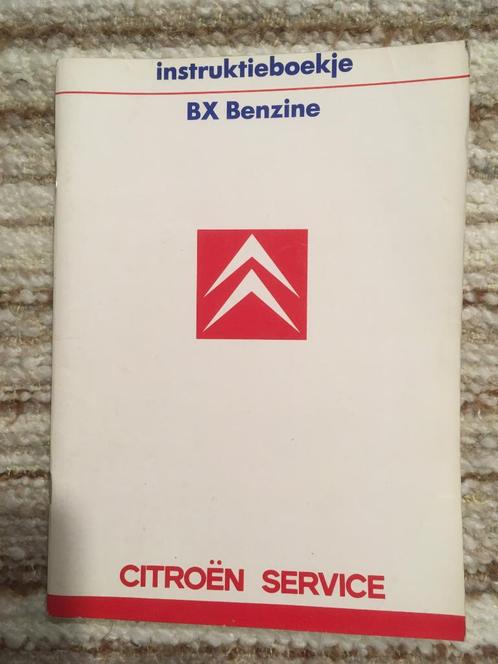 instruktieboekje
BX Benzine
CITROËN SERVICE